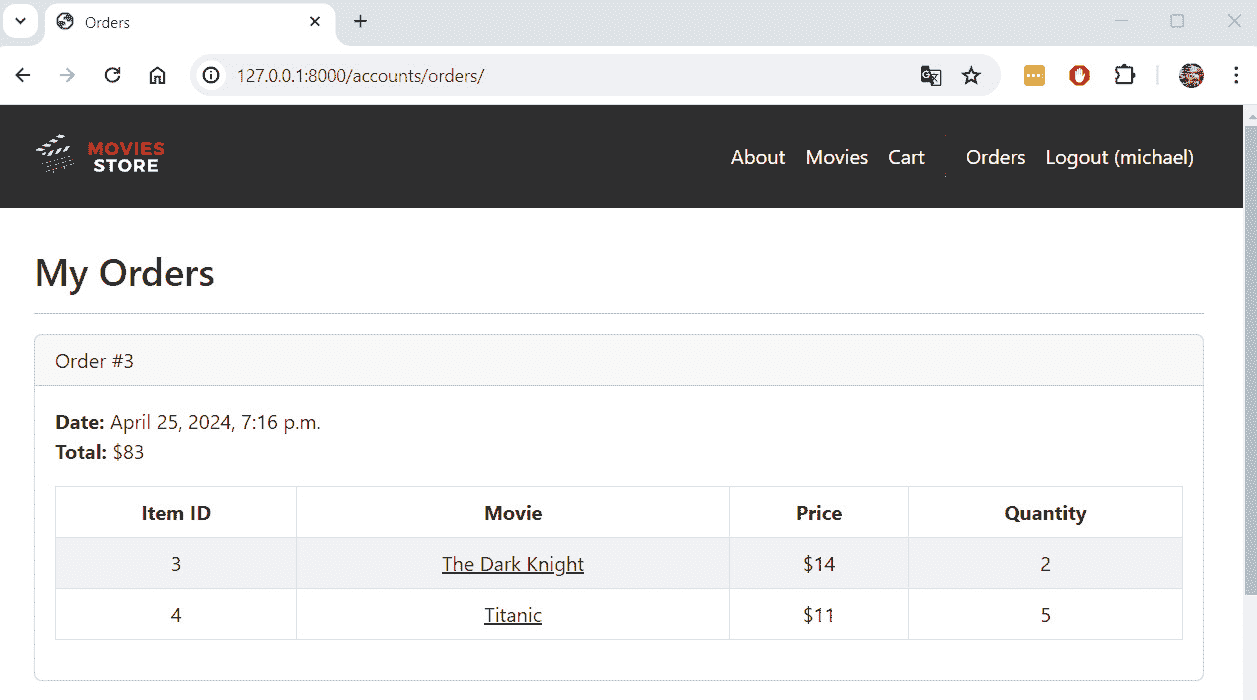 Orders
127.0.0.1:8000/accounts/orders/
MOVIES
STORE
About Movies Cart Orders Logout (michael)
My Orders
Order #3
Date: April 25, 2024, 7:16 p.m.
Total: $83
Item ID Movie Price Quantity
3 The Dark Knight $14 2
4 Titanic $11 5